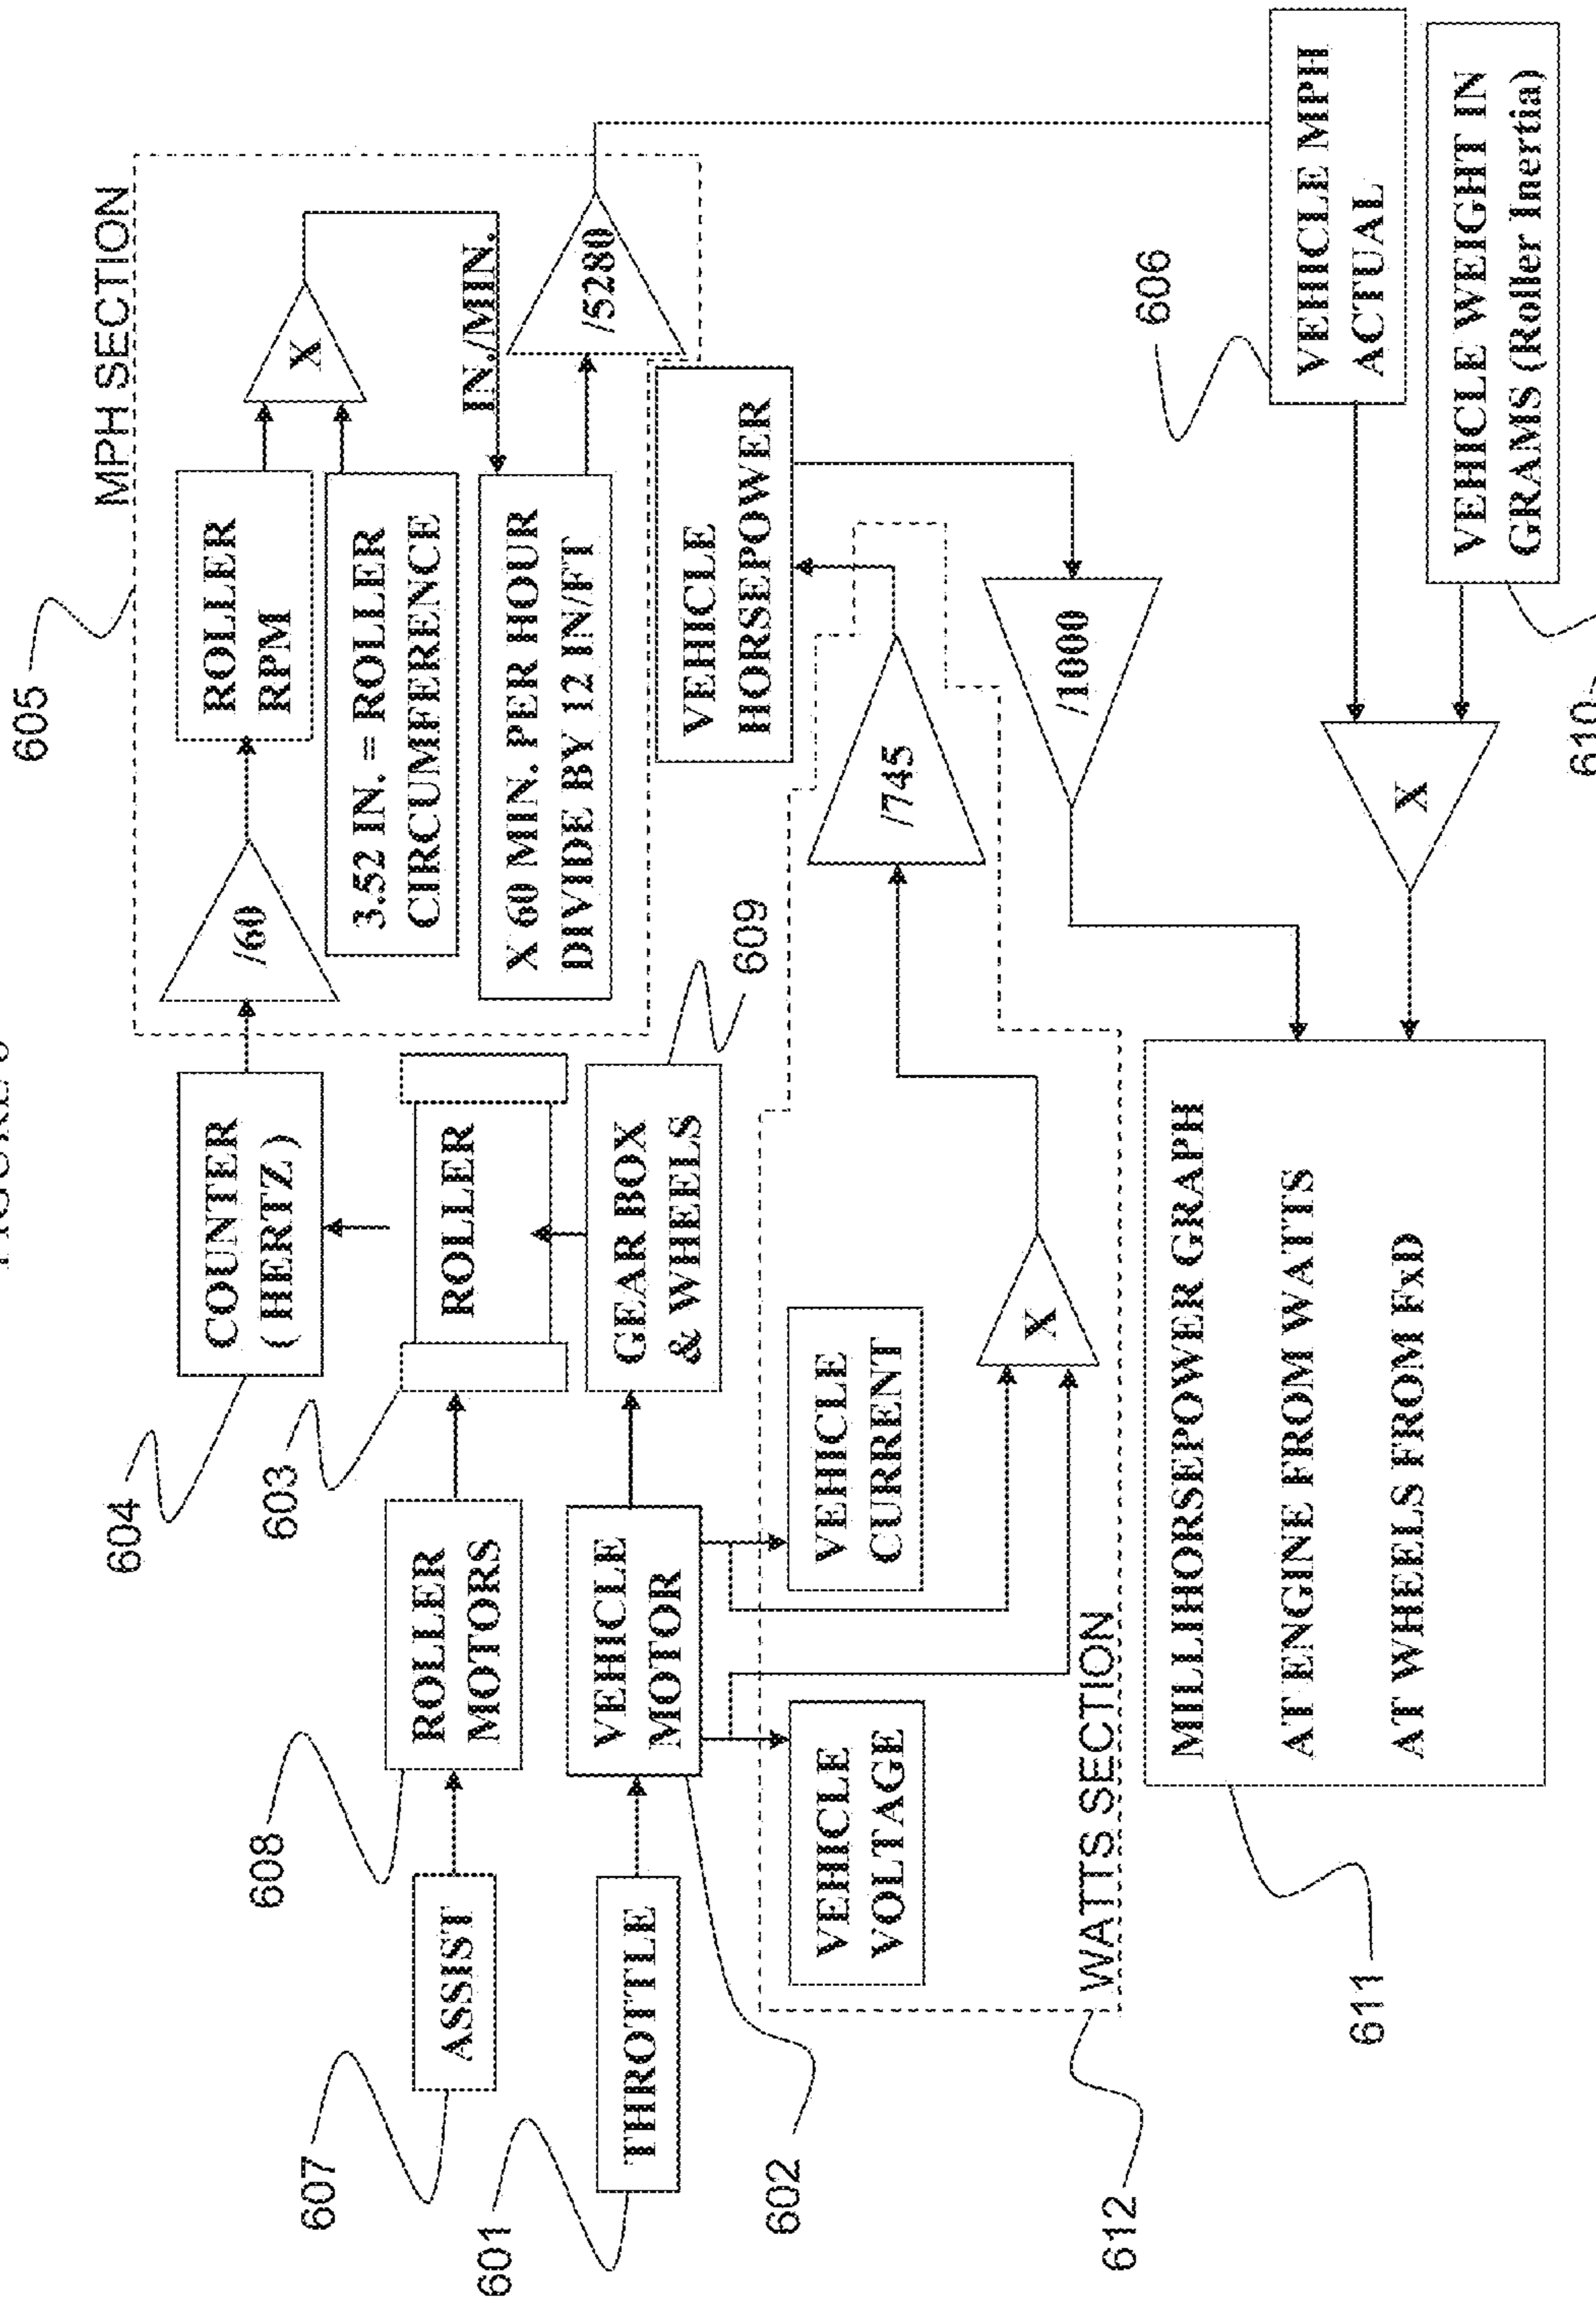 605
MPH SECTION
604
COUNTER
( HERTZ )
/60
ROLLER
RPM
X
603
ROLLER
3.52 IN. = ROLLER
CIRCUMFERENCE
IN./MIN.
608
607
ASSIST
ROLLER
MOTORS
X 60 MIN. PER HOUR
DIVIDE BY 12 IN/FT
/5280
601
THROTTLE
VEHICLE
MOTOR
GEAR BOX
& WHEELS
609
VEHICLE
HORSEPOWER
602
VEHICLE
VOLTAGE
VEHICLE
CURRENT
/745
X
/1000
612
WATTS SECTION
606
VEHICLE MPH
ACTUAL
611
MILLIHORSEPOWER GRAPH
AT ENGINE FROM WATTS
AT WHEELS FROM FxD
X
VEHICLE WEIGHT IN
GRAMS (Roller Inertia)
610